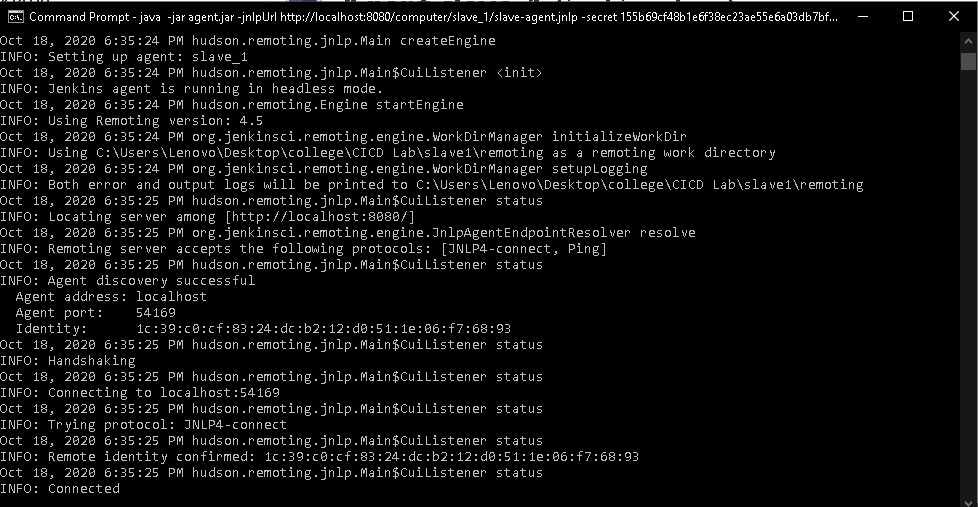 Command Prompt - java -jar agent.jar -jnlpUrl http://localhost:8080/computer/slave_1/slave-agent.jnlp -secret 155b69cf48b1e6f38ec23ae55e6a03db7bf...
Oct 18, 2020 6:35:24 PM hudson.remoting.jnlp.Main createEngine
INFO: Setting up agent: slave_1
Oct 18, 2020 6:35:24 PM hudson.remoting.jnlp.Main$CuiListener <init>
INFO: Jenkins agent is running in headless mode.
Oct 18, 2020 6:35:24 PM hudson.remoting.Engine startEngine
INFO: Using Remoting version: 4.5
Oct 18, 2020 6:35:24 PM org.jenkinsci.remoting.engine.WorkDirManager initializeWorkDir
INFO: Using C:\Users\Lenovo\Desktop\college\CICD Lab\slave1\remoting as a remoting work directory
Oct 18, 2020 6:35:24 PM org.jenkinsci.remoting.engine.WorkDirManager setupLogging
INFO: Both error and output logs will be printed to C:\Users\Lenovo\Desktop\college\CICD Lab\slave1\remoting
Oct 18, 2020 6:35:25 PM hudson.remoting.jnlp.Main$CuiListener status
INFO: Locating server among [http://localhost:8080/]
Oct 18, 2020 6:35:25 PM org.jenkinsci.remoting.engine.JnlpAgentEndpointResolver resolve
INFO: Remoting server accepts the following protocols: [JNLP4-connect, Ping]
Oct 18, 2020 6:35:25 PM hudson.remoting.jnlp.Main$CuiListener status
INFO: Agent discovery successful
  Agent address: localhost
  Agent port:    54169
  Identity:      1c:39:c0:cf:83:24:dc:b2:12:d0:51:1e:06:f7:68:93
Oct 18, 2020 6:35:25 PM hudson.remoting.jnlp.Main$CuiListener status
INFO: Handshaking
Oct 18, 2020 6:35:25 PM hudson.remoting.jnlp.Main$CuiListener status
INFO: Connecting to localhost:54169
Oct 18, 2020 6:35:25 PM hudson.remoting.jnlp.Main$CuiListener status
INFO: Trying protocol: JNLP4-connect
Oct 18, 2020 6:35:25 PM hudson.remoting.jnlp.Main$CuiListener status
INFO: Remote identity confirmed: 1c:39:c0:cf:83:24:dc:b2:12:d0:51:1e:06:f7:68:93
Oct 18, 2020 6:35:25 PM hudson.remoting.jnlp.Main$CuiListener status
INFO: Connected